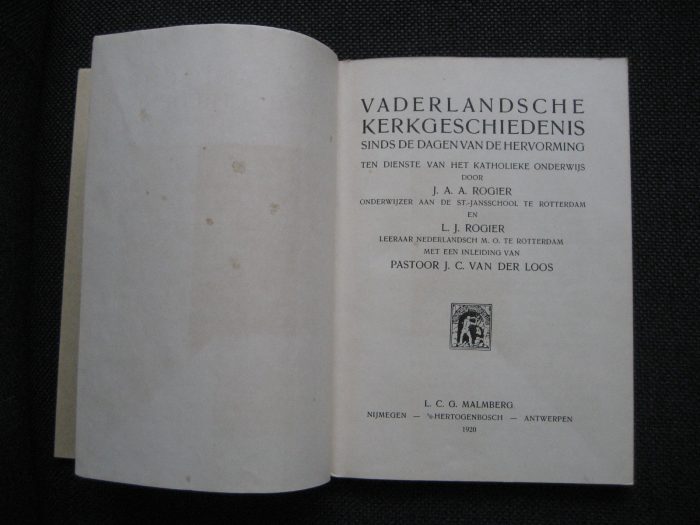 VADERLANDSCHE
KERKGESCHIEDENIS
SINDS DE DAGEN VAN DE HERVORMING
TEN DIENSTE VAN HET KATHOLIEKE ONDERWIJS
DOOR
J. A. A. ROGIER
ONDERWIJZER AAN DE ST.-JANSSCHOOL TE ROTTERDAM
EN
L. J. ROGIER
LEERAAR NEDERLANDSCH M. O. TE ROTTERDAM
MET EEN INLEIDING VAN
PASTOOR J. C. VAN DER LOOS
L. C. G. MALMBERG
NIJMEGEN — 'S-HERTOGENBOSCH — ANTWERPEN
1920